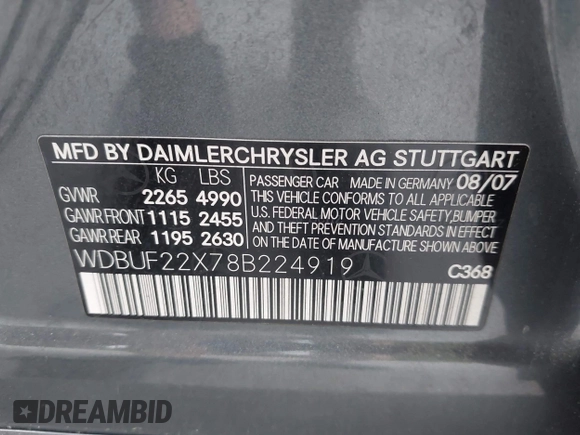 MFD BY DAIMLERCHRYSLER AG STUTTGART
KG LBS
GVWR 2265 4990
GAWR.FRONT 1115 2455
GAWR.REAR 1195 2630
PASSENGER CAR MADE IN GERMANY 08/07
THIS VEHICLE CONFORMS TO ALL APPLICABLE
U.S. FEDERAL MOTOR VEHICLE SAFETY,BUMPER
AND THEFT PREVENTION STANDARDS IN EFFECT
ON THE DATE OF MANUFACTURE SHOWN ABOVE.
WDBUF22X78B224919
C368
DREAMBID